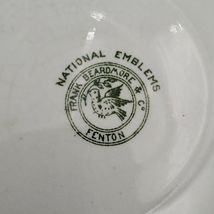 NATIONAL EMBLEMS
FRANK BEARDMORE & Co
FENTON